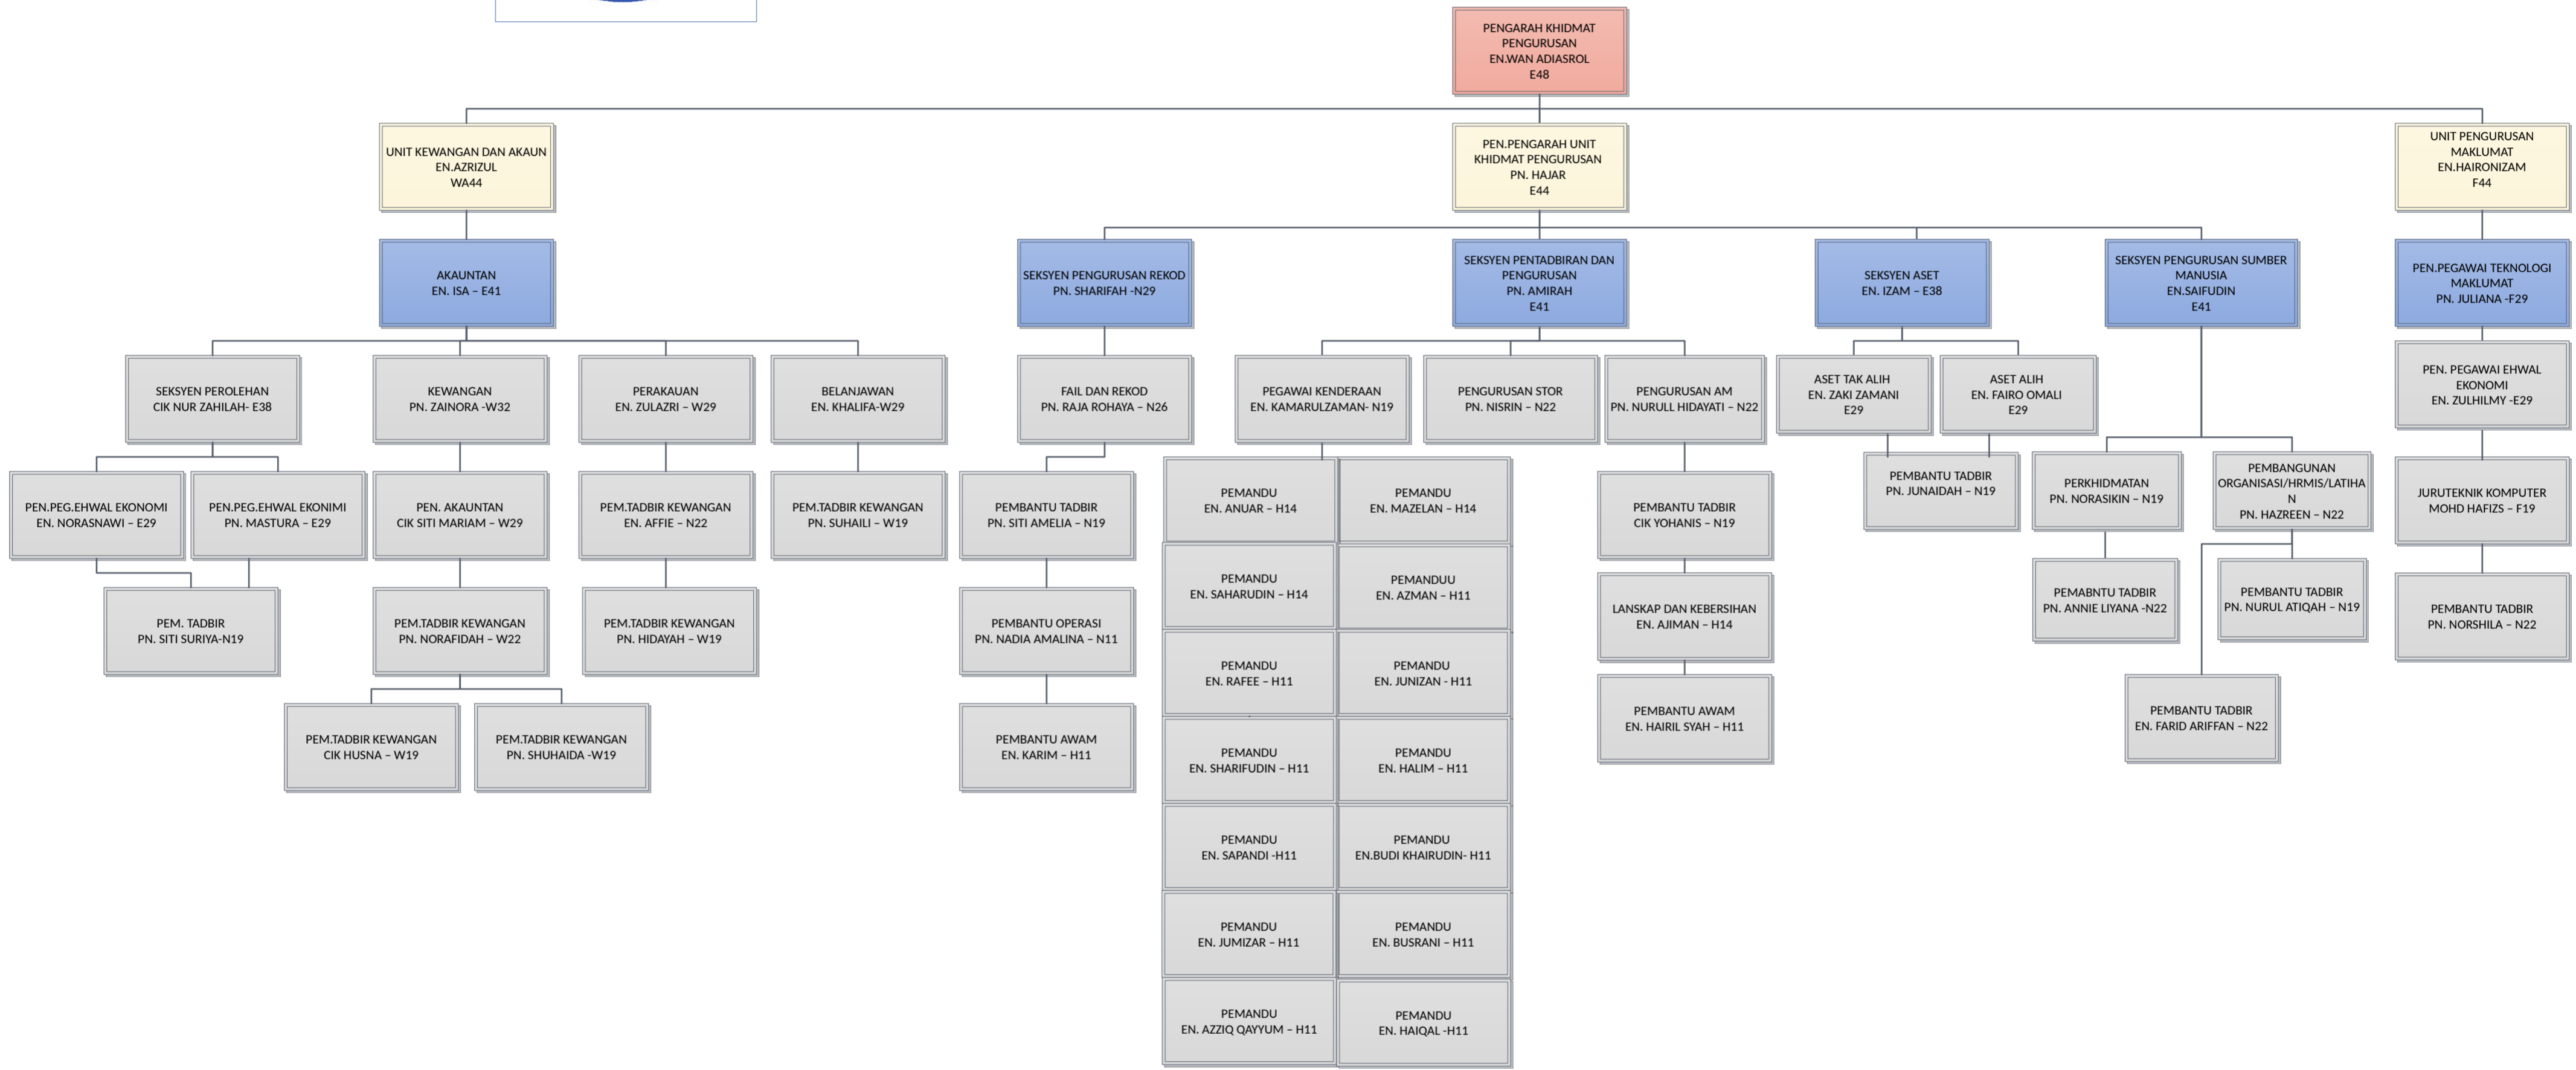 PENGARAH KHIDMAT
PENGURUSAN
EN.WAN ADIASROL
E48
UNIT KEWANGAN DAN AKAUN
EN.AZRIZUL
WA44
PEN.PENGARAH UNIT
KHIDMAT PENGURUSAN
PN. HAJAR
E44
UNIT PENGURUSAN
MAKLUMAT
EN.HAIRONIZAM
F44
AKAUNTAN
EN. ISA – E41
SEKSYEN PENGURUSAN REKOD
PN. SHARIFAH -N29
SEKSYEN PENTADBIRAN DAN
PENGURUSAN
PN. AMIRAH
E41
SEKSYEN ASET
EN. IZAM – E38
SEKSYEN PENGURUSAN SUMBER
MANUSIA
EN.SAIFUDIN
E41
PEN.PEGAWAI TEKNOLOGI
MAKLUMAT
PN. JULIANA -F29
SEKSYEN PEROLEHAN
CIK NUR ZAHILAH- E38
KEWANGAN
PN. ZAINORA -W32
PERAKAUAN
EN. ZULAZRI – W29
BELANJAWAN
EN. KHALIFA-W29
FAIL DAN REKOD
PN. RAJA ROHAYA – N26
PEGAWAI KENDERAAN
EN. KAMARULZAMAN- N19
PENGURUSAN STOR
PN. NISRIN – N22
PENGURUSAN AM
PN. NURULL HIDAYATI – N22
ASET TAK ALIH
EN. ZAKI ZAMANI
E29
ASET ALIH
EN. FAIRO OMALI
E29
PEN. PEGAWAI EHWAL
EKONOMI
EN. ZULHILMY -E29
PEN.PEG.EHWAL EKONOMI
EN. NORASNAWI – E29
PEN.PEG.EHWAL EKONIMI
PN. MASTURA – E29
PEN. AKAUNTAN
CIK SITI MARIAM – W29
PEM.TADBIR KEWANGAN
EN. AFFIE – N22
PEM.TADBIR KEWANGAN
PN. SUHAILI – W19
PEMBANTU TADBIR
PN. SITI AMELIA – N19
PEMANDU
EN. ANUAR – H14
PEMANDU
EN. MAZELAN – H14
PEMBANTU TADBIR
CIK YOHANIS – N19
PEMBANTU TADBIR
PN. JUNAIDAH – N19
PERKHIDMATAN
PN. NORASIKIN – N19
PEMBANGUNAN
ORGANISASI/HRMIS/LATIHA
N
PN. HAZREEN – N22
JURUTEKNIK KOMPUTER
MOHD HAFIZS – F19
PEM. TADBIR
PN. SITI SURIYA-N19
PEM.TADBIR KEWANGAN
PN. NORAFIDAH – W22
PEM.TADBIR KEWANGAN
PN. HIDAYAH – W19
PEMBANTU OPERASI
PN. NADIA AMALINA – N11
PEMANDU
EN. SAHARUDIN – H14
PEMANDUU
EN. AZMAN – H11
LANSKAP DAN KEBERSIHAN
EN. AJIMAN – H14
PEMABNTU TADBIR
PN. ANNIE LIYANA -N22
PEMBANTU TADBIR
PN. NURUL ATIQAH – N19
PEMBANTU TADBIR
PN. NORSHILA – N22
PEMANDU
EN. RAFEE – H11
PEMANDU
EN. JUNIZAN - H11
PEM.TADBIR KEWANGAN
CIK HUSNA – W19
PEM.TADBIR KEWANGAN
PN. SHUHAIDA -W19
PEMBANTU AWAM
EN. KARIM – H11
PEMBANTU AWAM
EN. HAIRIL SYAH – H11
PEMBANTU TADBIR
EN. FARID ARIFFAN – N22
PEMANDU
EN. SHARIFUDIN – H11
PEMANDU
EN. HALIM – H11
PEMANDU
EN. SAPANDI -H11
PEMANDU
EN.BUDI KHAIRUDIN- H11
PEMANDU
EN. JUMIZAR – H11
PEMANDU
EN. BUSRANI – H11
PEMANDU
EN. AZZIQ QAYYUM – H11
PEMANDU
EN. HAIQAL -H11